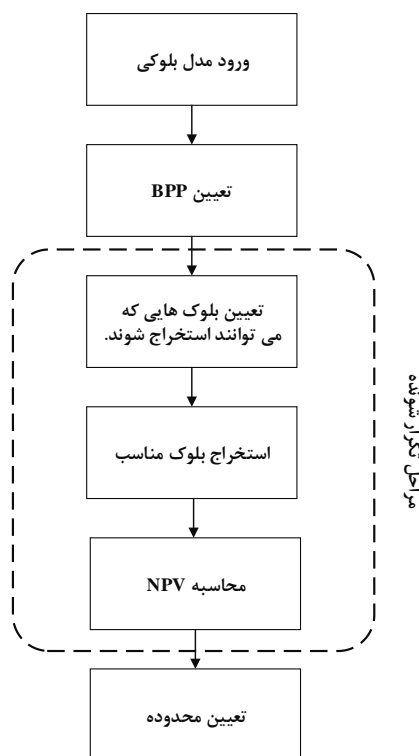 ورود مدل بلوکی
تعیین BPP
تعیین بلوک هایی که
می توانند استخراج شوند.
استخراج بلوک مناسب
محاسبه NPV
مراحل تکرار شونده
تعیین محدوده